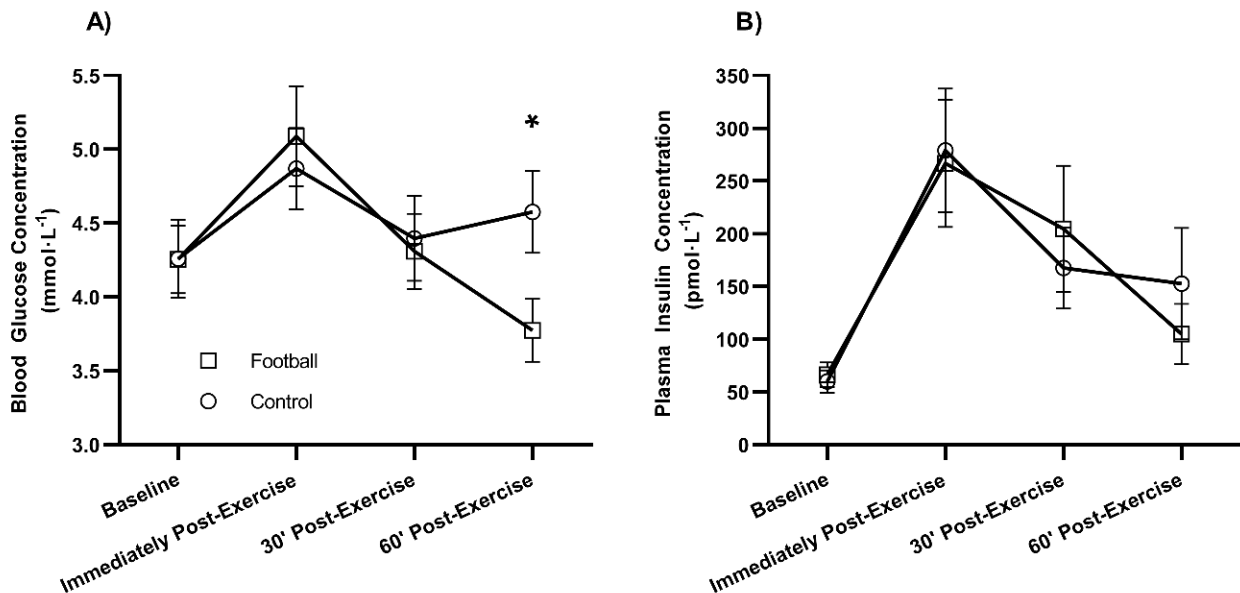 A)
Blood Glucose Concentration
(mmol·L⁻¹)
5.5
5.0
4.5
4.0
3.5
3.0
*
Football
Control
Baseline
Immediately Post-Exercise
30' Post-Exercise
60' Post-Exercise
B)
Plasma Insulin Concentration
(pmol·L⁻¹)
350
300
250
200
150
100
50
0
Baseline
Immediately Post-Exercise
30' Post-Exercise
60' Post-Exercise